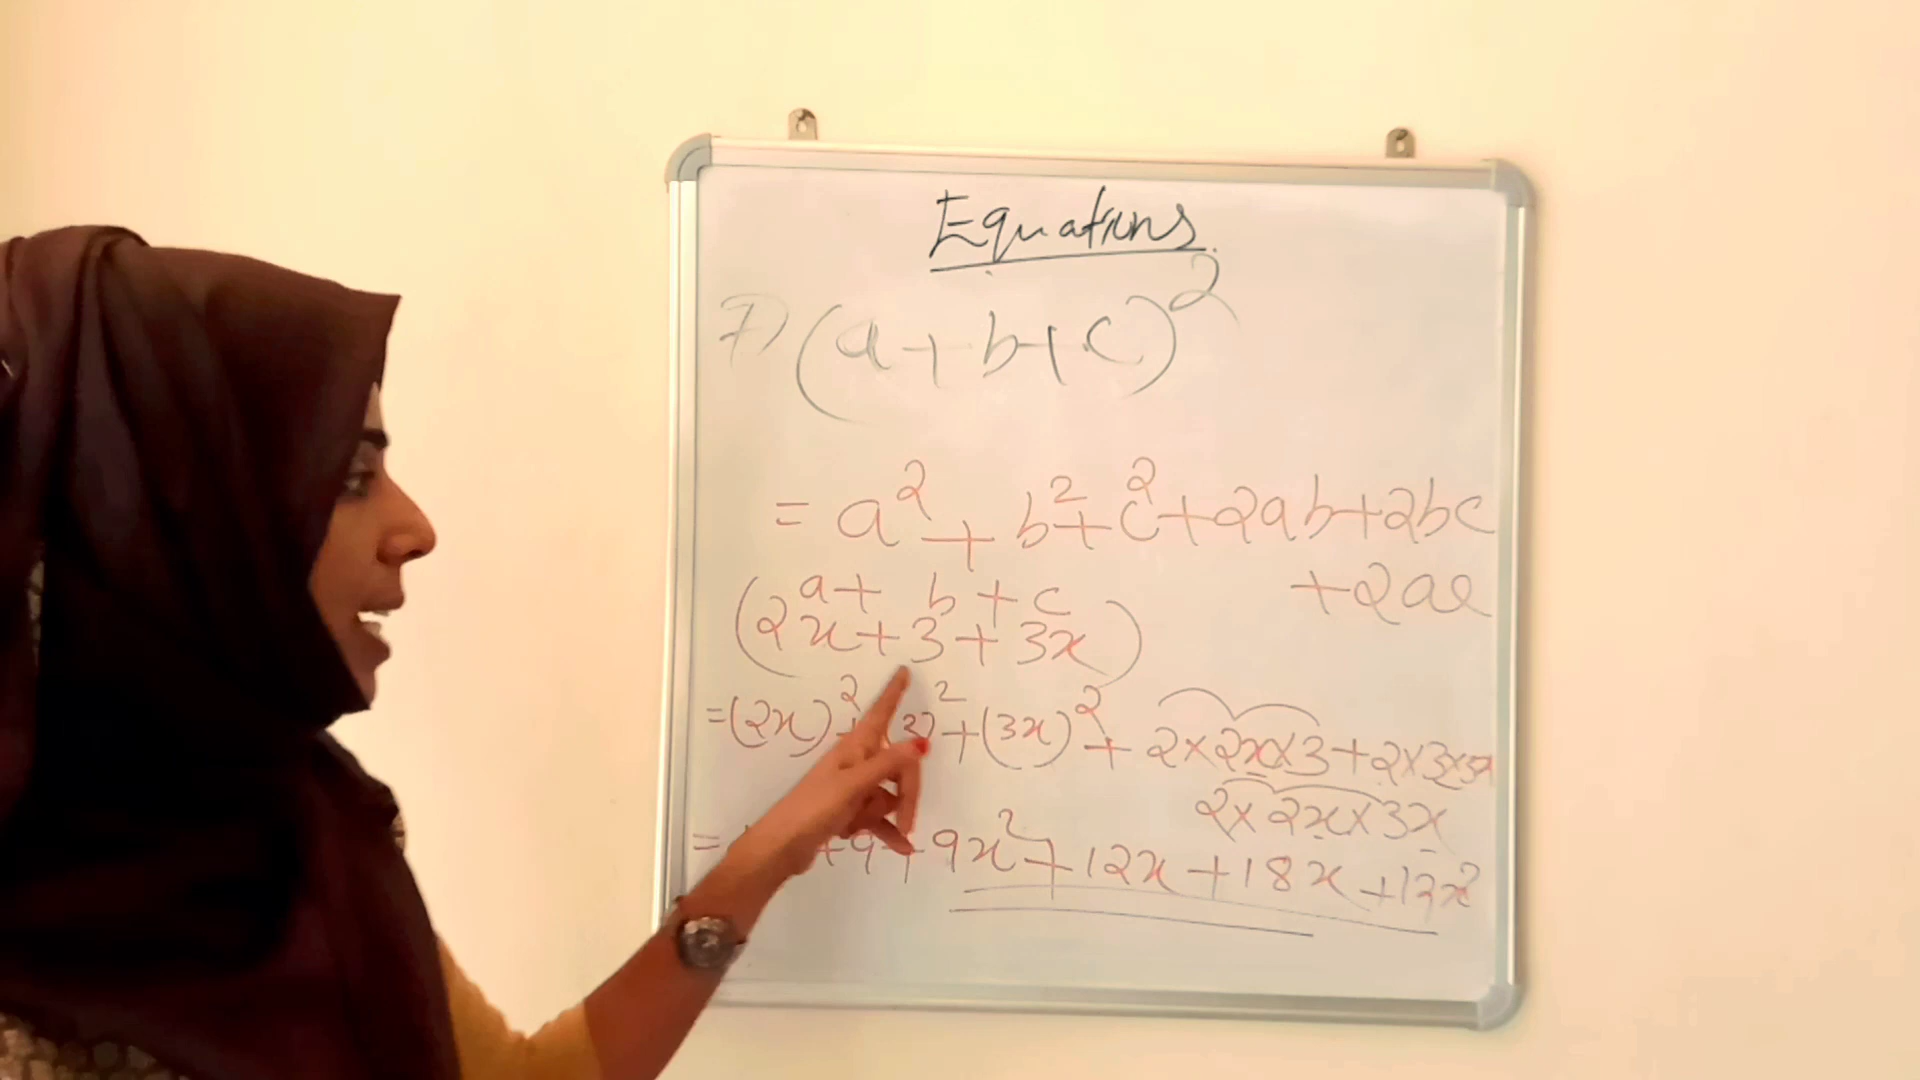 Equations
7) (a+b+c)²
= a² + b² + c² + 2ab + 2bc
+2ac
a + b + c
(2x + 3 + 3x)
= (2x)² + (3)² + (3x)² + 2×2x×3 + 2×3×3x
2×2x×3x
= +9+ 9x² + 12x + 18x + 12x²